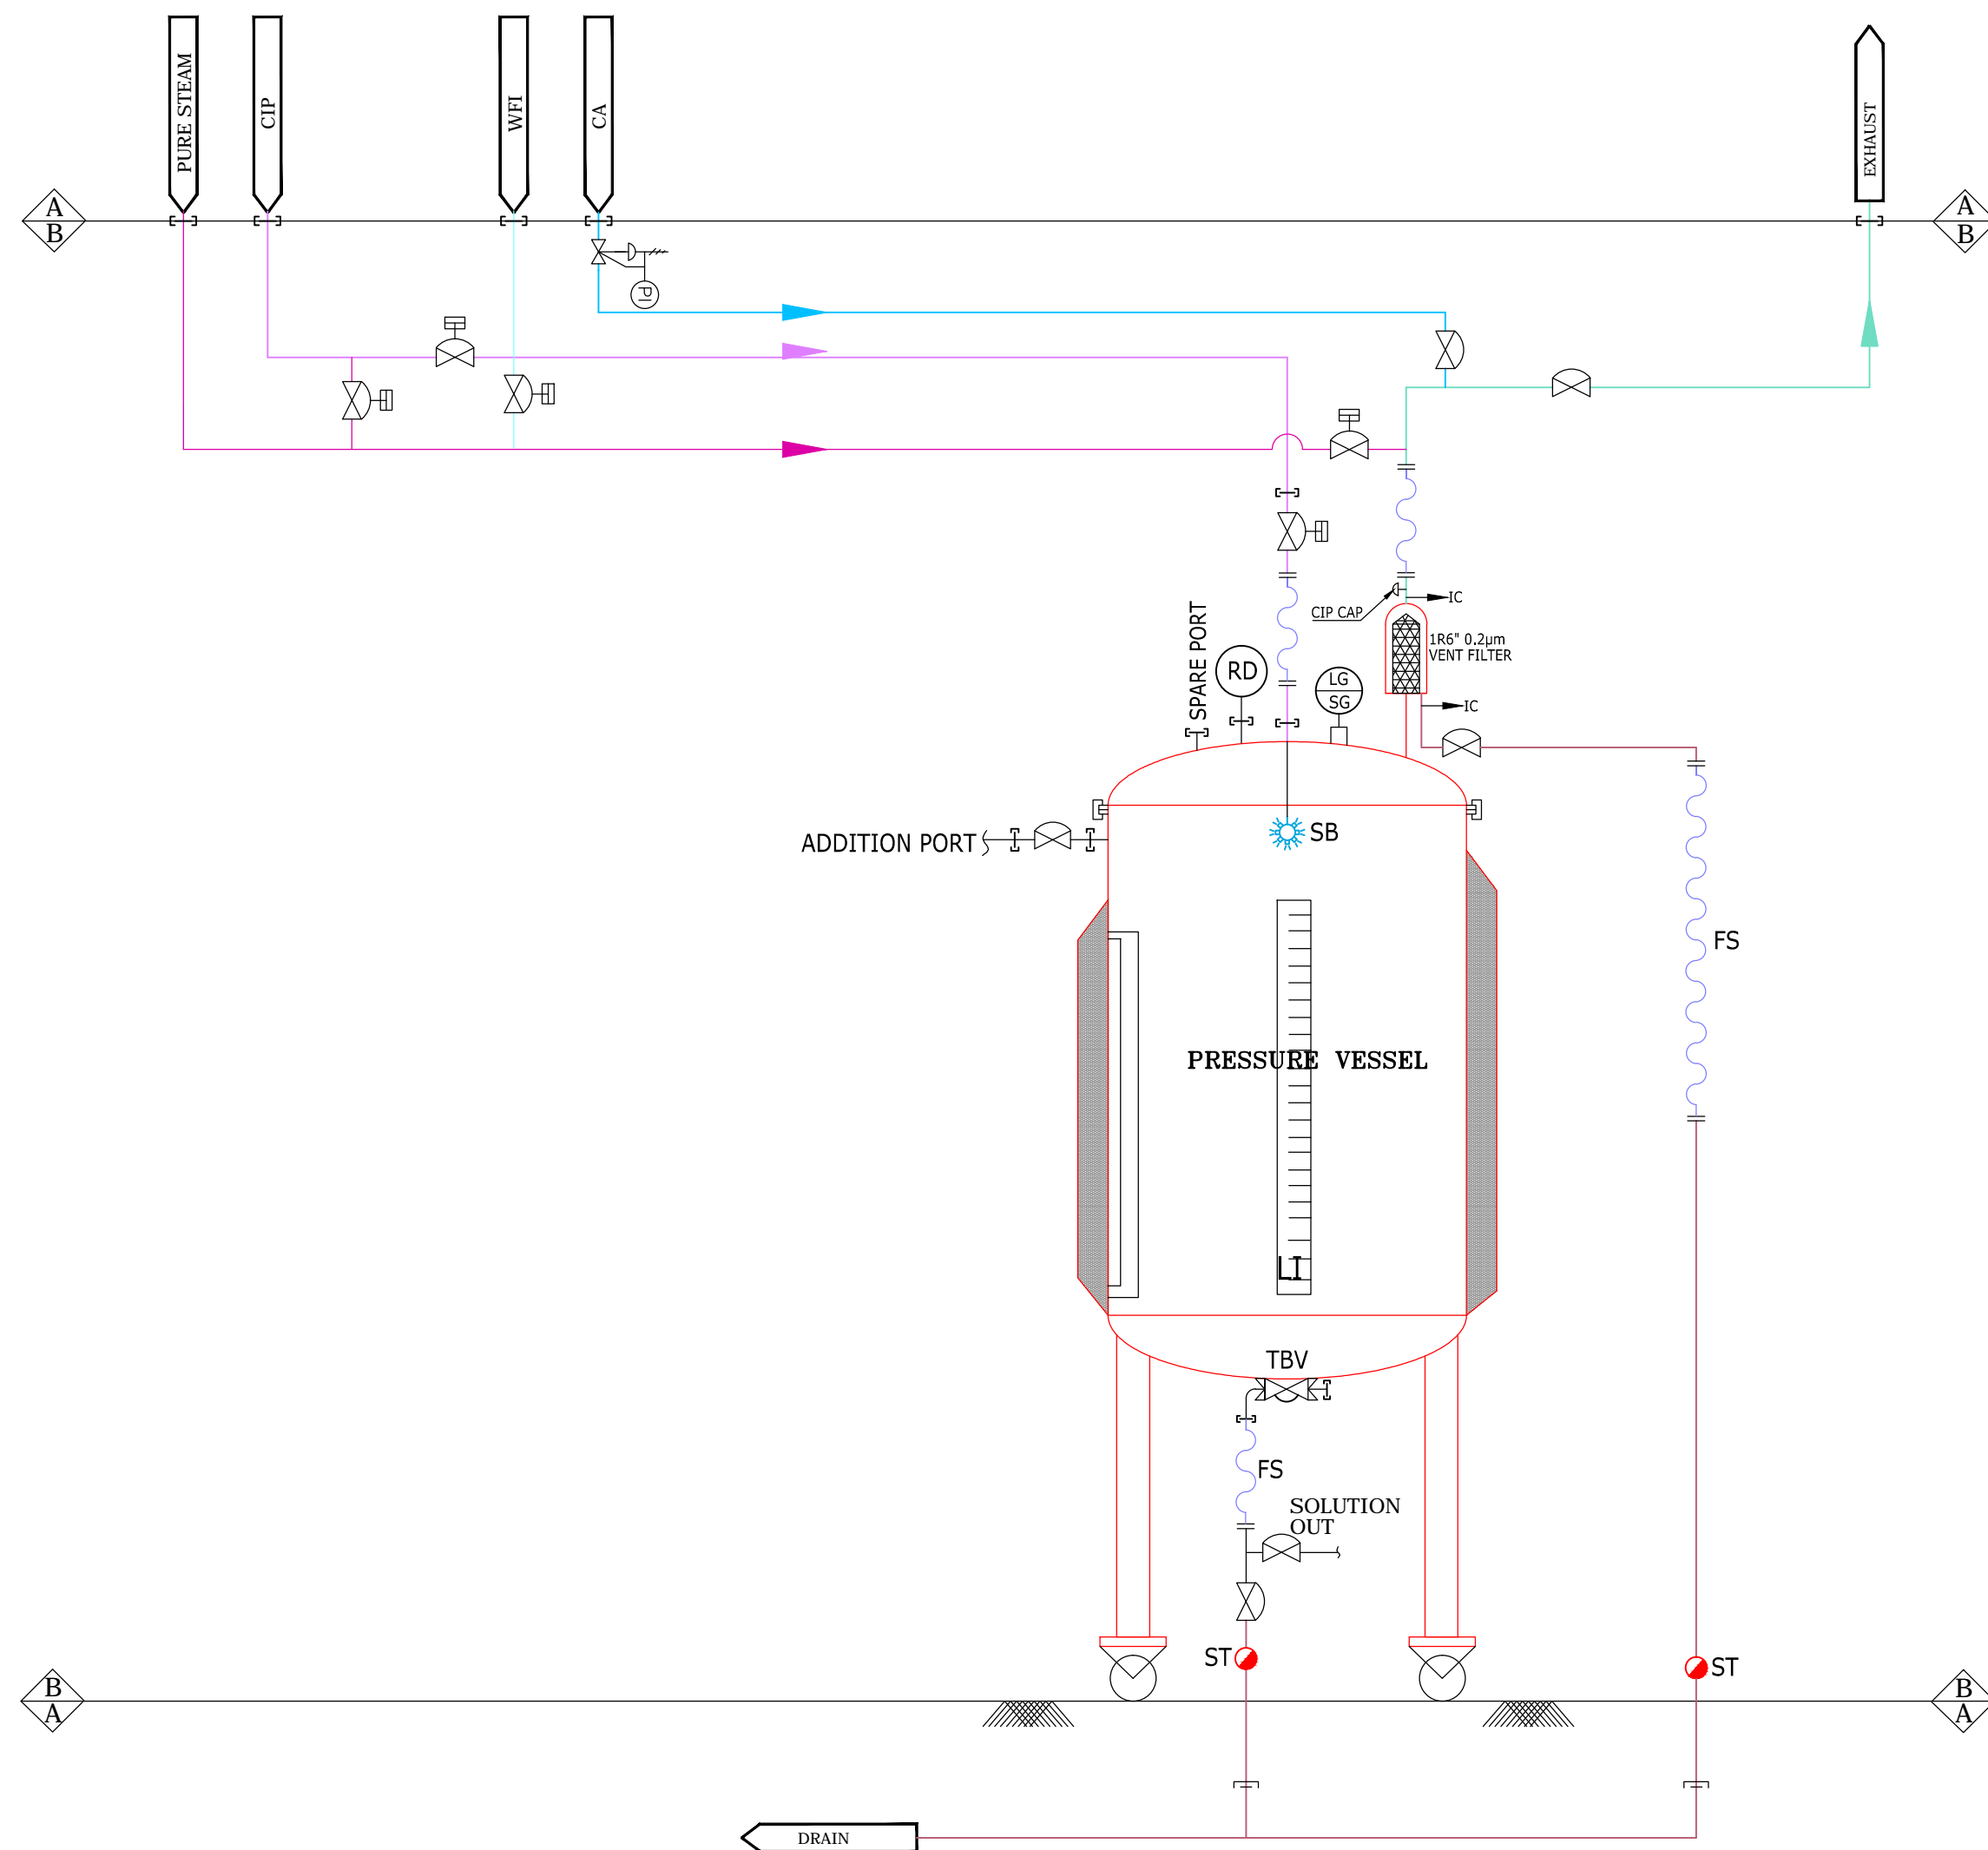 PURE STEAM
CIP
WFI
CA
EXHAUST
A
B
A
B
PI
CIP CAP
IC
1R6" 0.2µm
VENT FILTER
SPARE PORT
RD
LG
SG
IC
ADDITION PORT
SB
FS
PRESSURE VESSEL
LI
TBV
FS
SOLUTION
OUT
ST
ST
B
A
B
A
DRAIN